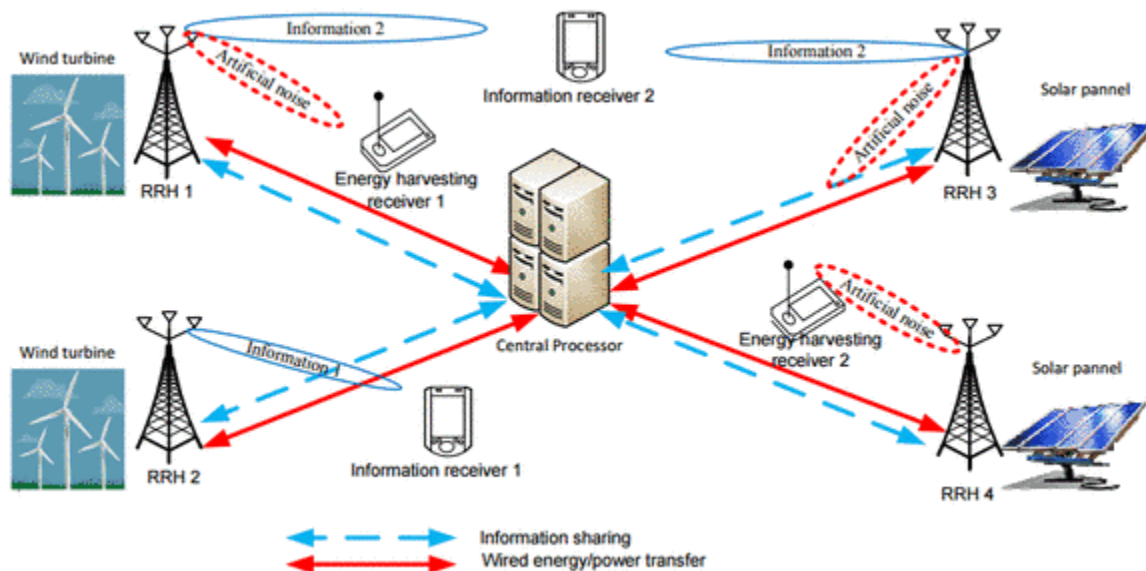 Information 2
Wind turbine
Artificial noise
RRH 1
Information receiver 2
Energy harvesting
receiver 1
Information 2
Artificial noise
Solar pannel
RRH 3
Central Processor
Wind turbine
Information 1
RRH 2
Information receiver 1
Artificial noise
Energy harvesting
receiver 2
Solar pannel
RRH 4
Information sharing
Wired energy/power transfer